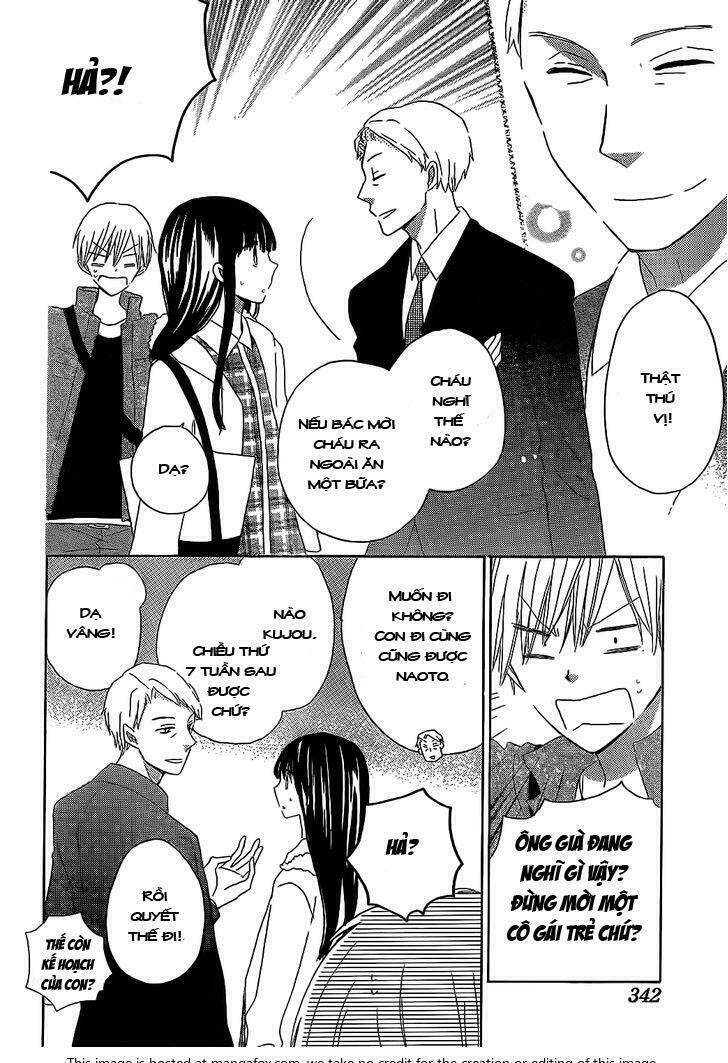 THẬT
THÚ
VỊ!
CHÁU
NGHĨ
THẾ
NÀO?
NẾU BÁC MỜI
CHÁU RA
NGOÀI ĂN
MỘT BỮA?
DẠ?
HẢ?!
ÔNG GIÀ ĐANG
NGHĨ GÌ VẬY?
ĐỪNG MỜI MỘT
CÔ GÁI TRẺ CHỨ?
MUỐN ĐI
KHÔNG?
CON ĐI CÙNG
CŨNG ĐƯỢC
NAOTO.
HẢ?
NÀO
KUJOU,
CHIỀU THỨ
7 TUẦN SAU
ĐƯỢC
CHỨ?
DẠ
VÂNG!
RỒI
QUYẾT
THẾ ĐI!
THẾ CÒN
KẾ HOẠCH
CỦA CON?
342
This image is hosted at mangafox.com, we take no credit for the creation or editing of this image.